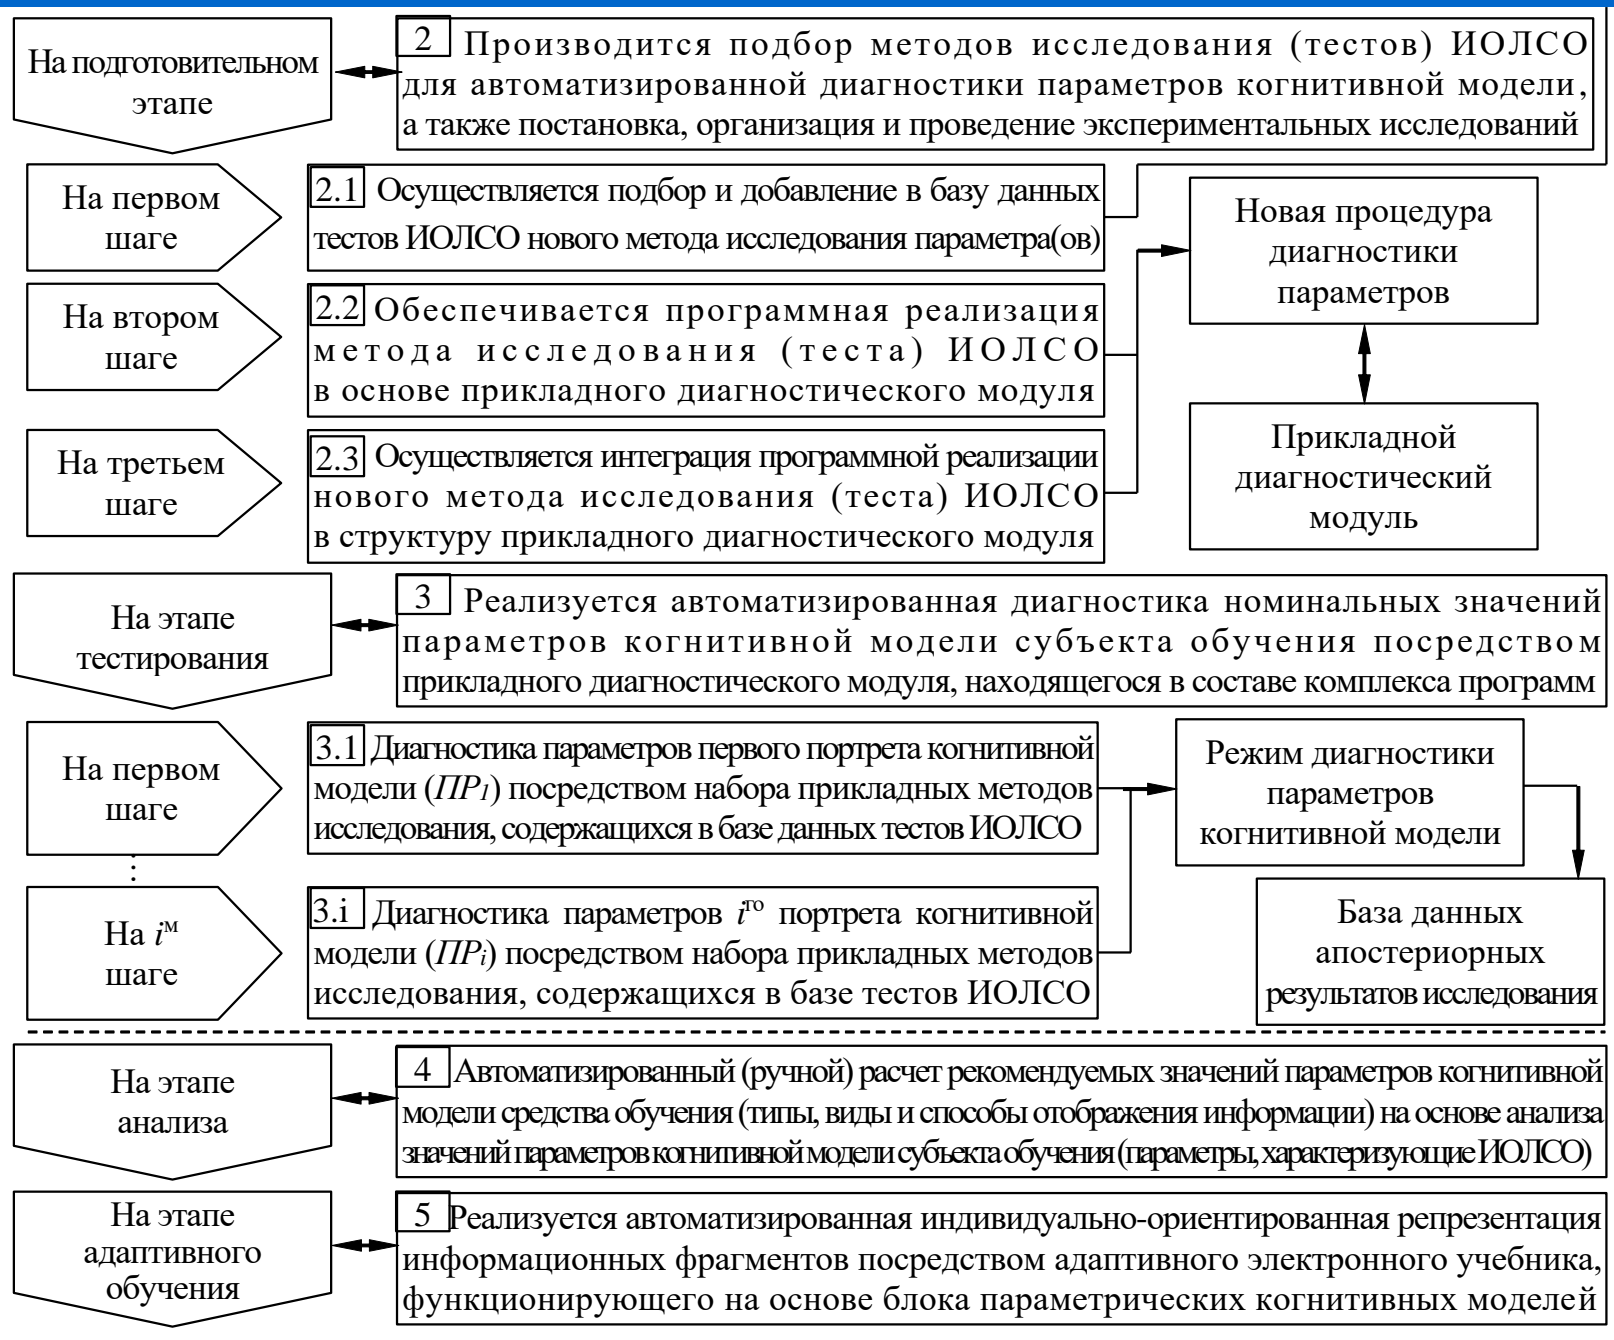 На подготовительном
этапе
2 Производится подбор методов исследования (тестов) ИОЛСО
для автоматизированной диагностики параметров когнитивной модели,
а также постановка, организация и проведение экспериментальных исследований
На первом
шаге
2.1 Осуществляется подбор и добавление в базу данных
тестов ИОЛСО нового метода исследования параметра(ов)
На втором
шаге
2.2 Обеспечивается программная реализация
метода исследования (теста) ИОЛСО
в основе прикладного диагностического модуля
На третьем
шаге
2.3 Осуществляется интеграция программной реализации
нового метода исследования (теста) ИОЛСО
в структуру прикладного диагностического модуля
Новая процедура
диагностики
параметров
Прикладной
диагностический
модуль
На этапе
тестирования
3 Реализуется автоматизированная диагностика номинальных значений
параметров когнитивной модели субъекта обучения посредством
прикладного диагностического модуля, находящегося в составе комплекса программ
На первом
шаге
⋮
3.1 Диагностика параметров первого портрета когнитивной
модели (ПР₁) посредством набора прикладных методов
исследования, содержащихся в базе данных тестов ИОЛСО
На iᵐ
шаге
3.i Диагностика параметров iго портрета когнитивной
модели (ПРᵢ) посредством набора прикладных методов
исследования, содержащихся в базе тестов ИОЛСО
Режим диагностики
параметров
когнитивной модели
База данных
апостериорных
результатов исследования
На этапе
анализа
4 Автоматизированный (ручной) расчет рекомендуемых значений параметров когнитивной
модели средства обучения (типы, виды и способы отображения информации) на основе анализа
значений параметров когнитивной модели субъекта обучения (параметры, характеризующие ИОЛСО)
На этапе
адаптивного
обучения
5 Реализуется автоматизированная индивидуально-ориентированная репрезентация
информационных фрагментов посредством адаптивного электронного учебника,
функционирующего на основе блока параметрических когнитивных моделей